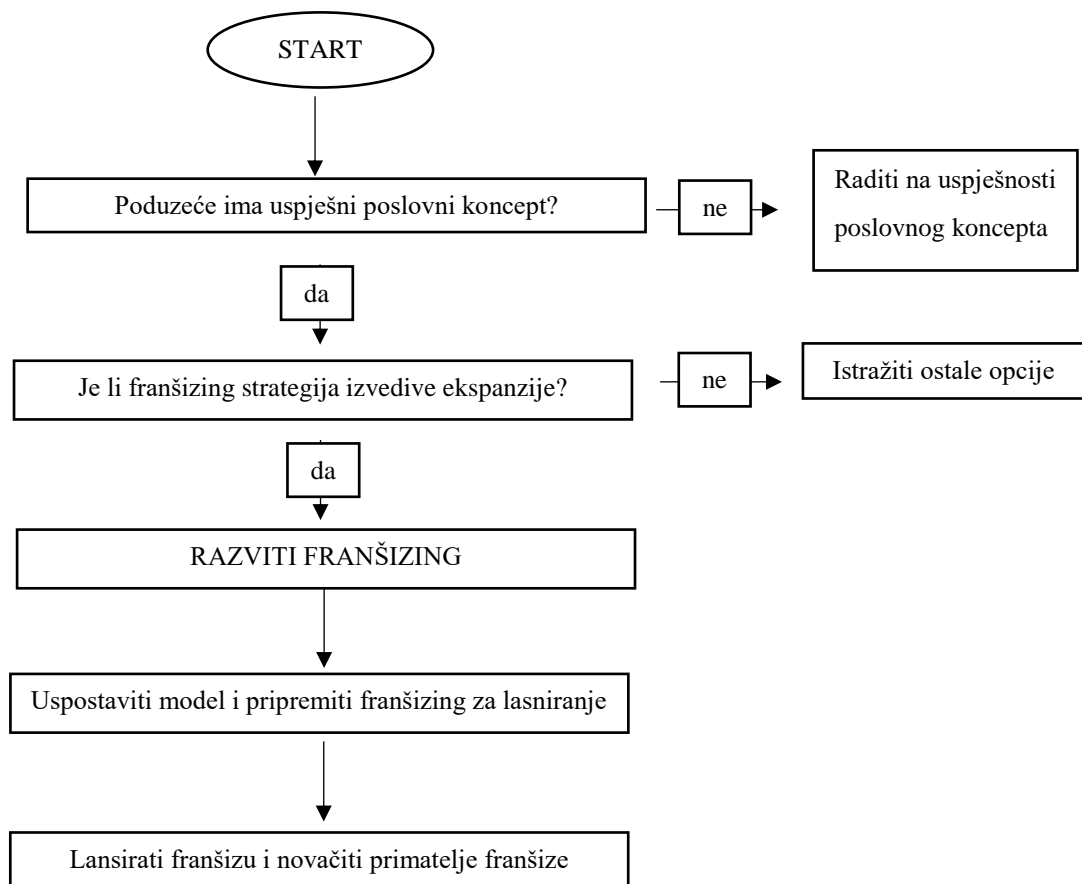 START
Poduzeće ima uspješni poslovni koncept?
ne
Raditi na uspješnosti
poslovnog koncepta
da
Je li franšizing strategija izvedive ekspanzije?
ne
Istražiti ostale opcije
da
RAZVITI FRANŠIZING
Uspostaviti model i pripremiti franšizing za lasniranje
Lansirati franšizu i novačiti primatelje franšize